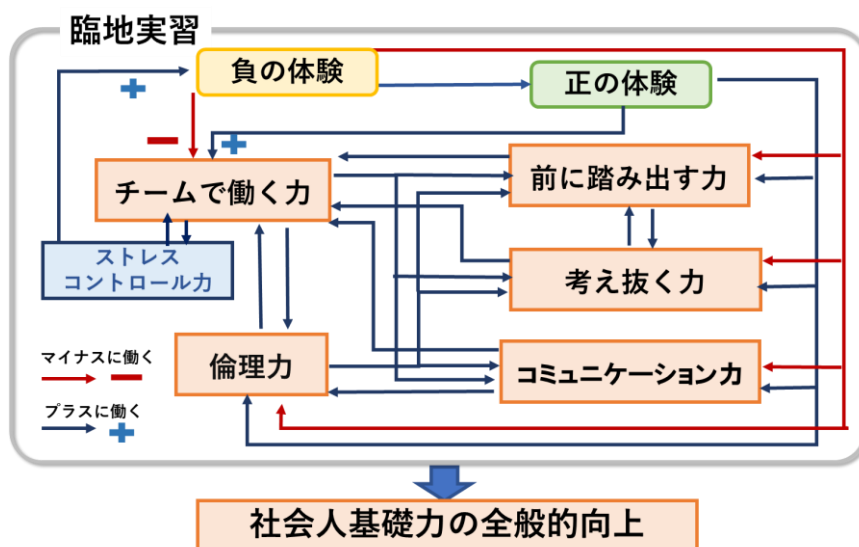 臨地実習
負の体験
正の体験
チームで働く力
前に踏み出す力
ストレス
コントロール力
考え抜く力
倫理力
コミュニケーション力
マイナスに働く
プラスに働く
社会人基礎力の全般的向上